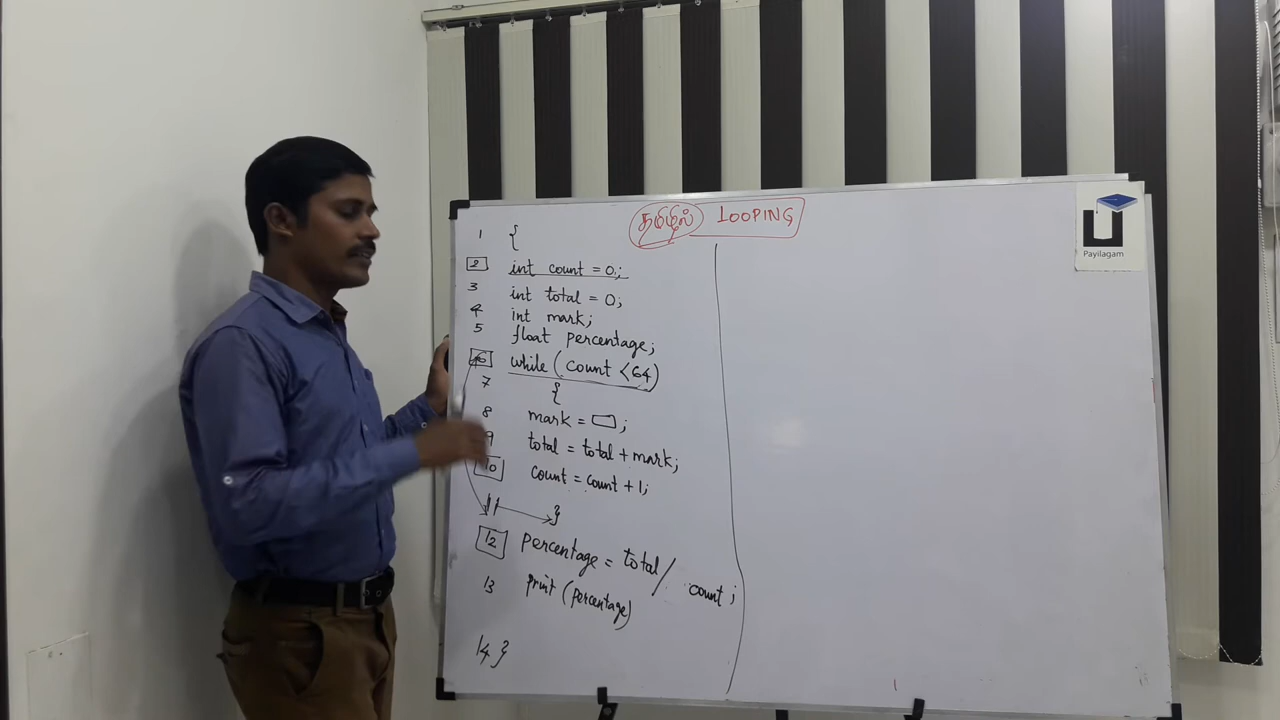 தமிழ் LOOPING
Payilagam
1 {
2 int count = 0;
3 int total = 0;
4 int mark;
5 float percentage;
6 while (count < 64)
7 {
8 mark = ;
9 total = total + mark;
10 count = count + 1;
11 }
12 percentage = total / count;
13 print (percentage)
14 }